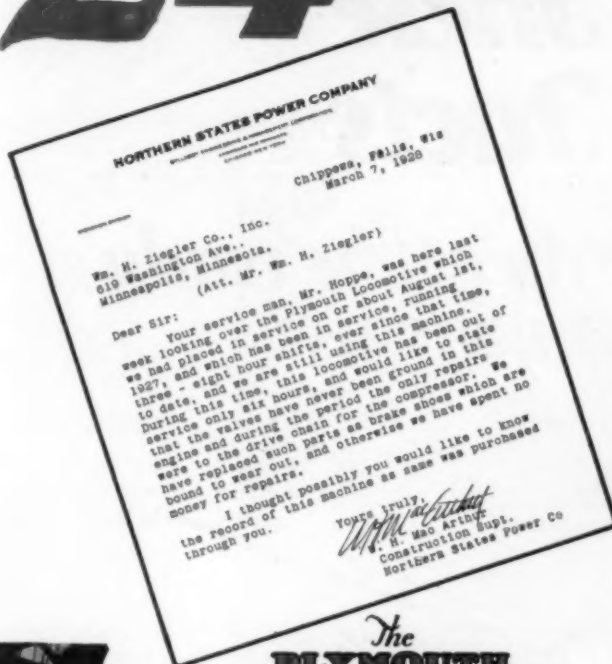 24
NORTHERN STATES POWER COMPANY
Chippewa, Falls, Wis
March 7, 1928
Wm. H. Ziegler Co., Inc.
619 Washington Ave.,
Minneapolis, Minnesota.
(Att. Mr. Wm. H. Ziegler)
Dear Sir:
Your service man, Mr. Hoppe, was here last
week looking over the Plymouth Locomotive which
we had placed in service on or about August 1st,
1927, and which has been in service, running
three - eight hour shifts, ever since that time,
to date, and we are still using this machine.
During this time, this locomotive has been out of
service only six hours, and would like to state
that the valves have never been ground in this
engine and during the period the only repairs
were to the drive chain for the compressor. We
have replaced such parts as brake shoes which are
bound to wear out, and otherwise we have spent no
money for repairs.
I thought possibly you would like to know
the record of this machine as same was purchased
through you.
Yours truly,
H. Mac Arthur
Construction Supt.
Northern States Power Co
The
PLYMOUTH